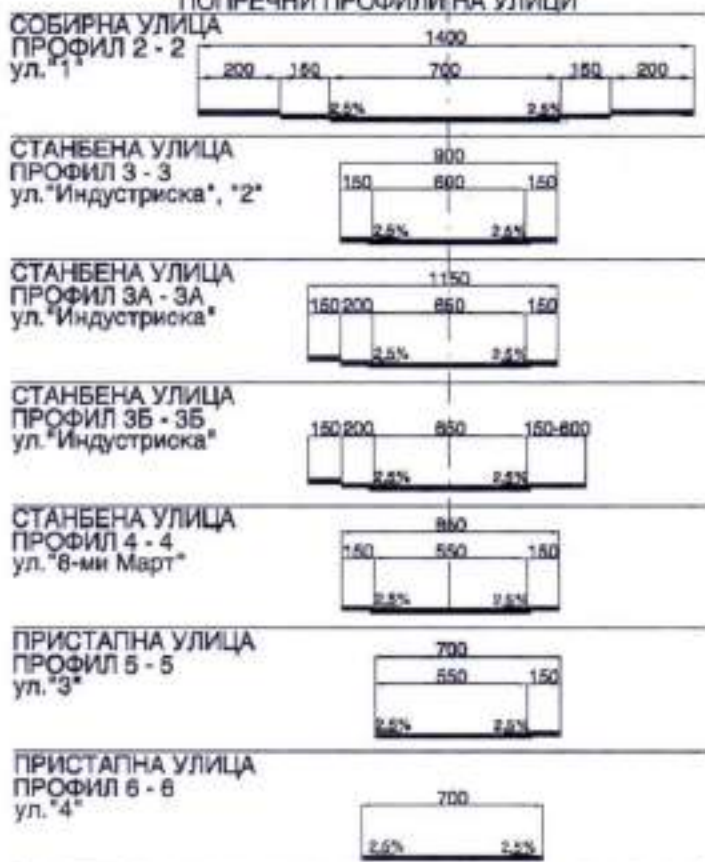 ПОПРЕЧНИ ПРОФИЛИ НА УЛИЦИ
СОБИРНА УЛИЦА
ПРОФИЛ 2 - 2
ул."1"
1400
200 150 700 150 200
2.5% 2.5%
СТАНБЕНА УЛИЦА
ПРОФИЛ 3 - 3
ул."Индустриска", "2"
900
150 600 150
2.5% 2.5%
СТАНБЕНА УЛИЦА
ПРОФИЛ 3А - 3А
ул."Индустриска"
1150
150 200 650 150
2.5% 2.5%
СТАНБЕНА УЛИЦА
ПРОФИЛ 3Б - 3Б
ул."Индустриска"
150 200 650 150-600
2.5% 2.5%
СТАНБЕНА УЛИЦА
ПРОФИЛ 4 - 4
ул."8-ми Март"
850
150 550 150
2.5% 2.5%
ПРИСТАПНА УЛИЦА
ПРОФИЛ 5 - 5
ул."3"
700
550 150
2.5% 2.5%
ПРИСТАПНА УЛИЦА
ПРОФИЛ 6 - 6
ул."4"
700
2.5% 2.5%